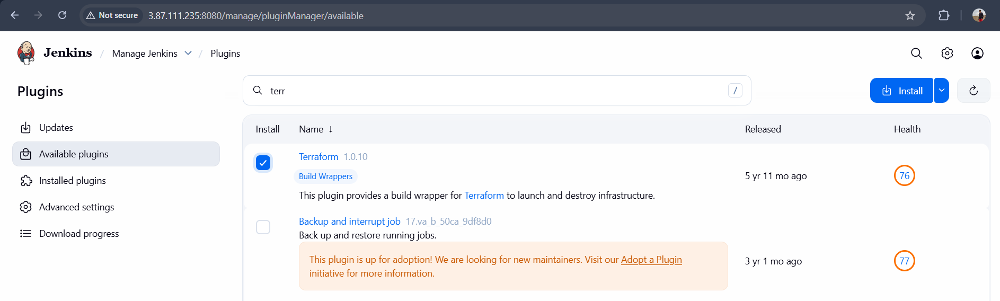 Not secure 3.87.111.235:8080/manage/pluginManager/available
Jenkins / Manage Jenkins / Plugins
Plugins
terr /
Install
Updates
Available plugins
Installed plugins
Advanced settings
Download progress
Install Name ↓ Released Health
Terraform 1.0.10
Build Wrappers
This plugin provides a build wrapper for Terraform to launch and destroy infrastructure.
5 yr 11 mo ago
76
Backup and interrupt job 17.va_b_50ca_9df8d0
Back up and restore running jobs.
This plugin is up for adoption! We are looking for new maintainers. Visit our Adopt a Plugin
initiative for more information.
3 yr 1 mo ago
77